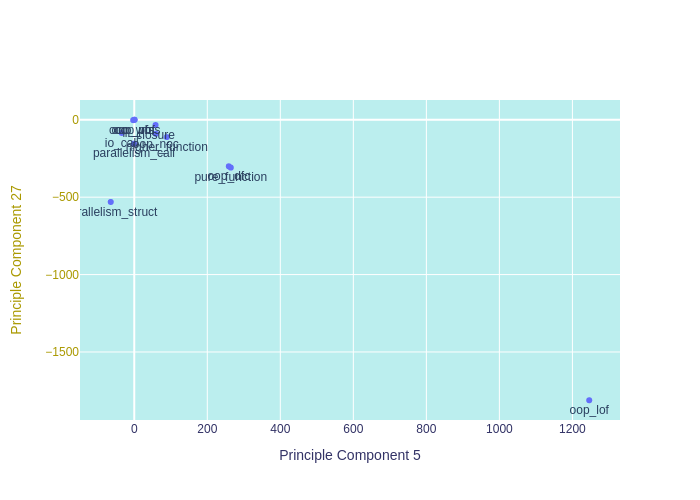 0
−500
−1000
−1500
io_call
parallelism_call
higher_function
pure_function
rallelism_struct
oop_lof
0
200
400
600
800
1000
1200
Principle Component 5
Principle Component 27